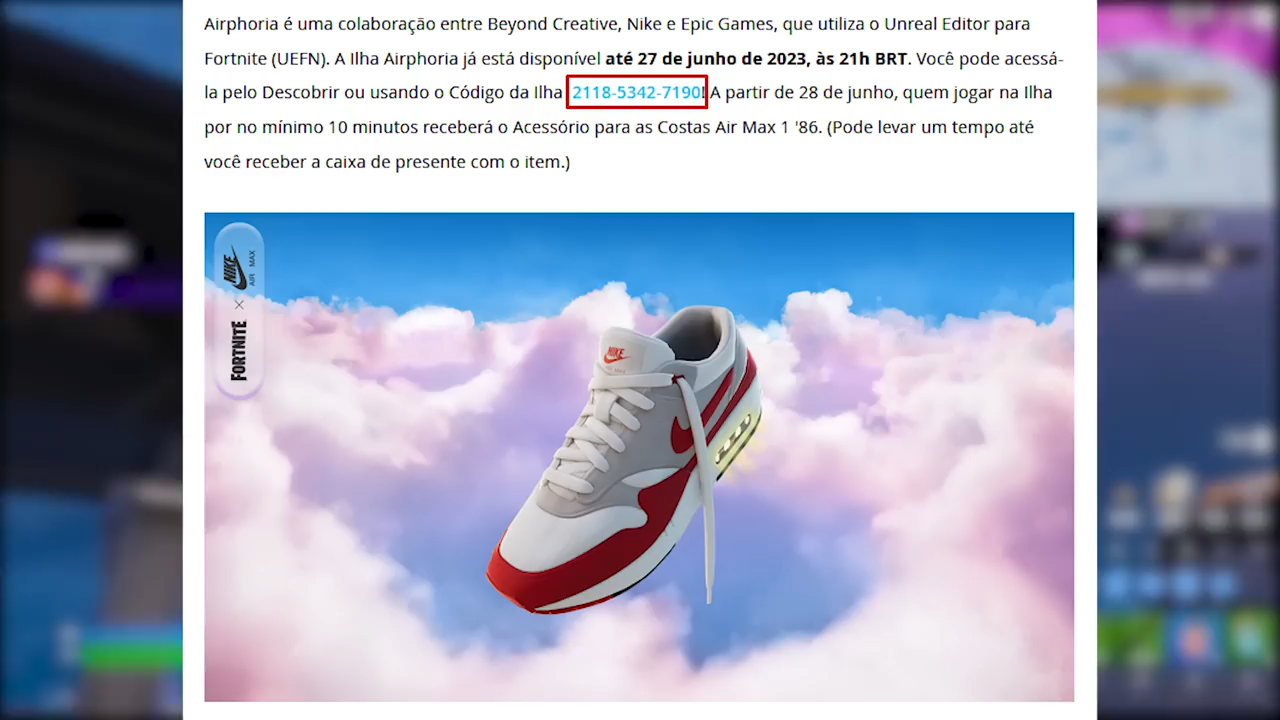 Airphoria é uma colaboração entre Beyond Creative, Nike e Epic Games, que utiliza o Unreal Editor para
Fortnite (UEFN). A Ilha Airphoria já está disponível até 27 de junho de 2023, às 21h BRT. Você pode acessá-
la pelo Descobrir ou usando o Código da Ilha 2118-5342-7190! A partir de 28 de junho, quem jogar na Ilha
por no mínimo 10 minutos receberá o Acessório para as Costas Air Max 1 '86. (Pode levar um tempo até
você receber a caixa de presente com o item.)
FORTNITE × NIKE AIR MAX
NIKE